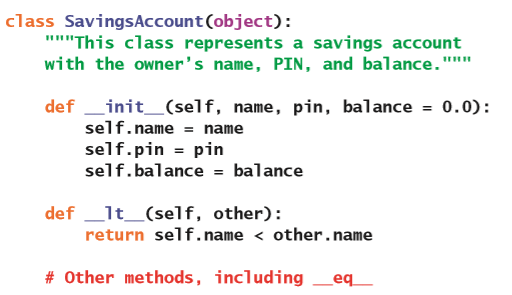 class SavingsAccount(object):
    """This class represents a savings account
    with the owner's name, PIN, and balance."""
    def __init__(self, name, pin, balance = 0.0):
        self.name = name
        self.pin = pin
        self.balance = balance
    def __lt__(self, other):
        return self.name < other.name
    # Other methods, including __eq__